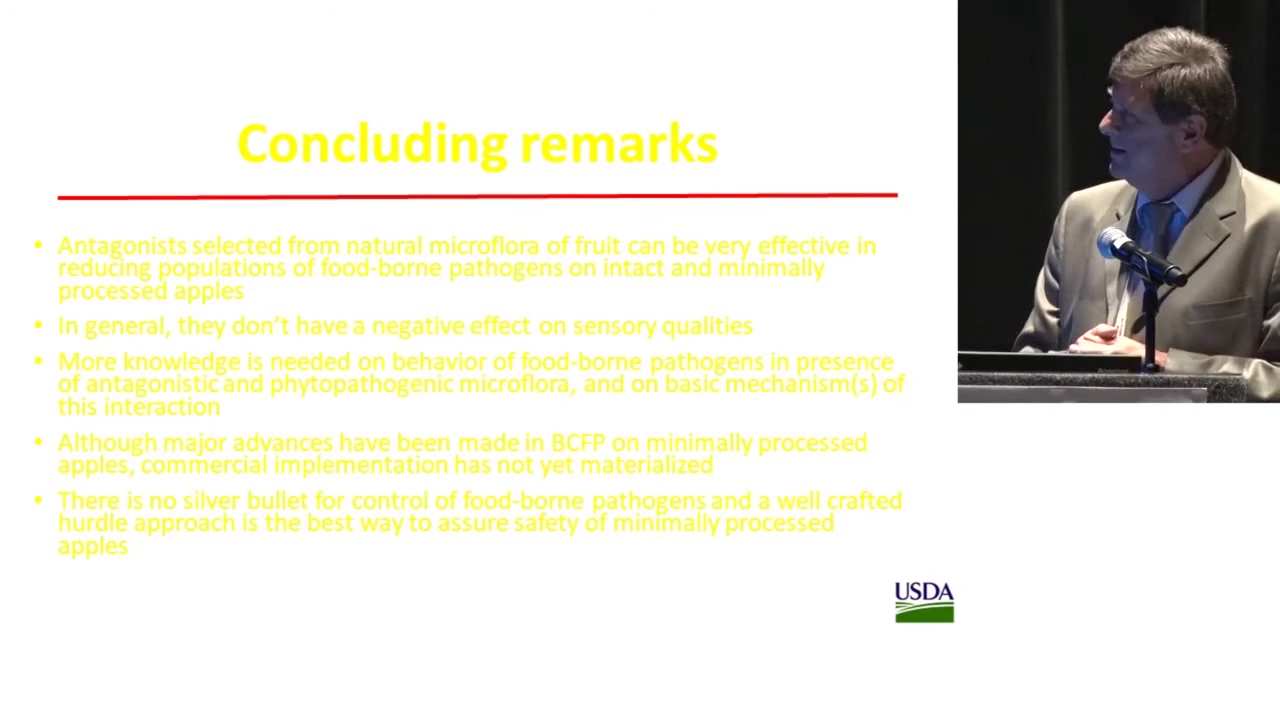 Concluding remarks
• Antagonists selected from natural microflora of fruit can be very effective in
reducing populations of food-borne pathogens on intact and minimally
processed apples
• In general, they don't have a negative effect on sensory qualities
• More knowledge is needed on behavior of food-borne pathogens in presence
of antagonistic and phytopathogenic microflora, and on basic mechanism(s) of
this interaction
• Although major advances have been made in BCFP on minimally processed
apples, commercial implementation has not yet materialized
• There is no silver bullet for control of food-borne pathogens and a well crafted
hurdle approach is the best way to assure safety of minimally processed
apples
USDA